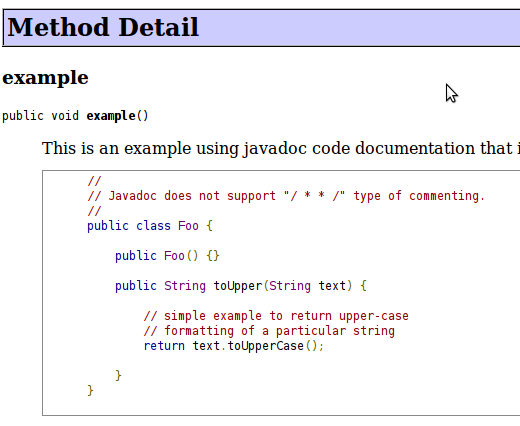 Method Detail
example
public void example()
This is an example using javadoc code documentation that
//
// Javadoc does not support "/ * * /" type of commenting.
//
public class Foo {
public Foo() {}
public String toUpper(String text) {
// simple example to return upper-case
// formatting of a particular string
return text.toUpperCase();
}
}